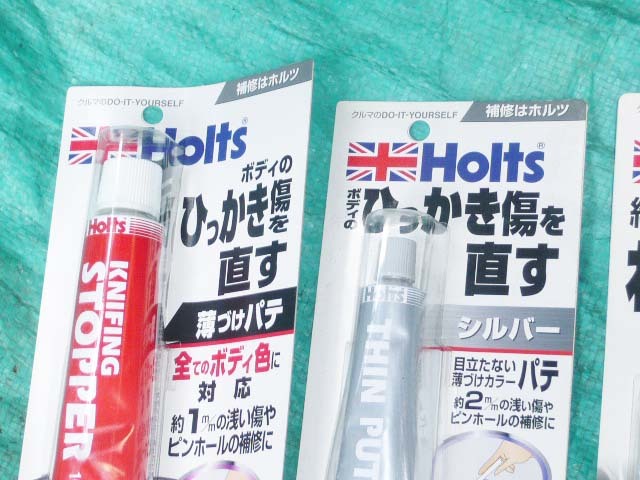 クルマのDO-IT-YOURSELF
補修はホルツ
Holts
ボディの
ひっかき傷を
直す
薄づけパテ
全てのボディ色に
対応
約1m/mの浅い傷や
ピンホールの補修に
Holts
KNIFING
STOPPER
クルマのDO-IT-YOURSELF
補修はホルツ
Holts
ボディの
ひっかき傷を
直す
シルバー
目立たない
薄づけカラーパテ
約2m/mの浅い傷や
ピンホールの補修に
Holts
THIN PUT